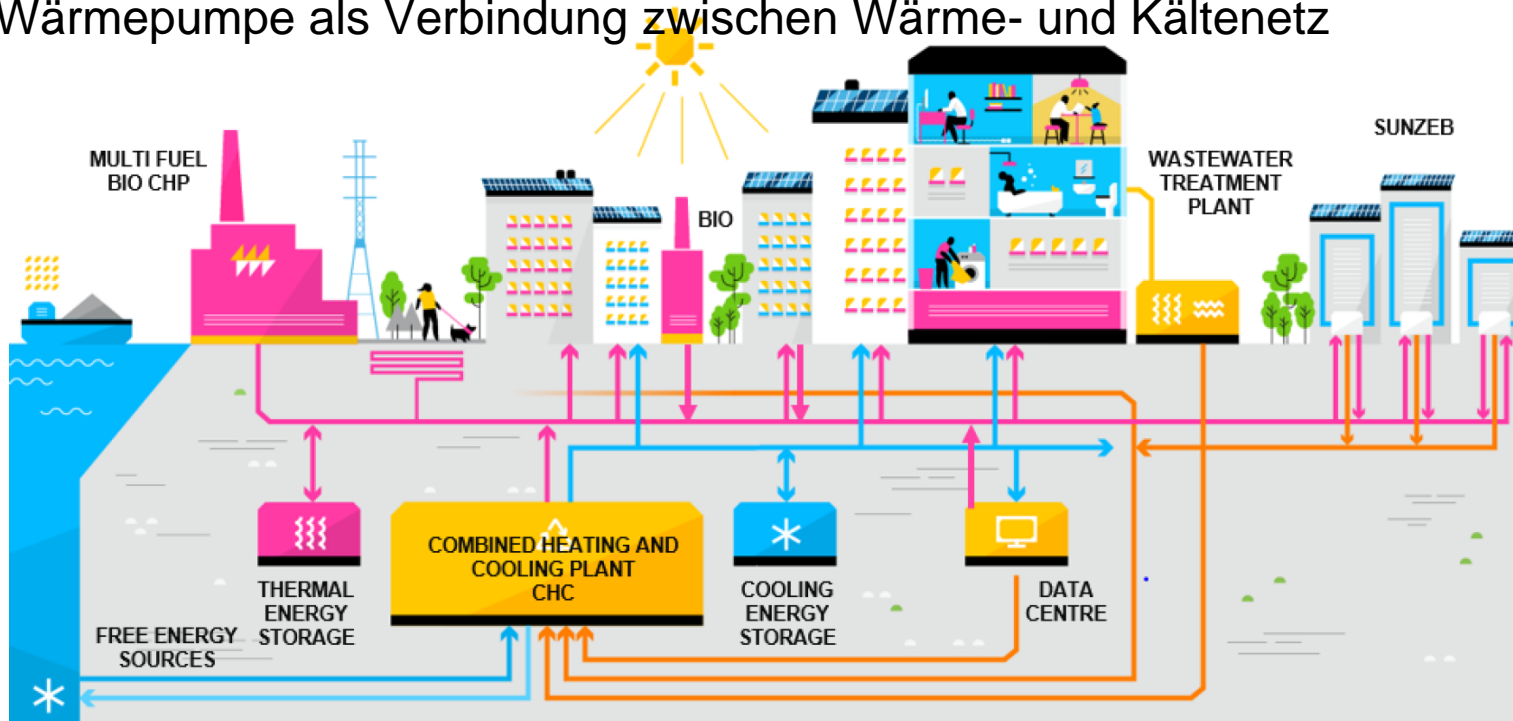 Wärmepumpe als Verbindung zwischen Wärme- und Kältenetz
SUNZEB
MULTI FUEL
BIO CHP
WASTEWATER
TREATMENT
PLANT
BIO
COMBINED HEATING AND
COOLING PLANT
CHC
THERMAL
ENERGY
STORAGE
COOLING
ENERGY
STORAGE
DATA
CENTRE
FREE ENERGY
SOURCES